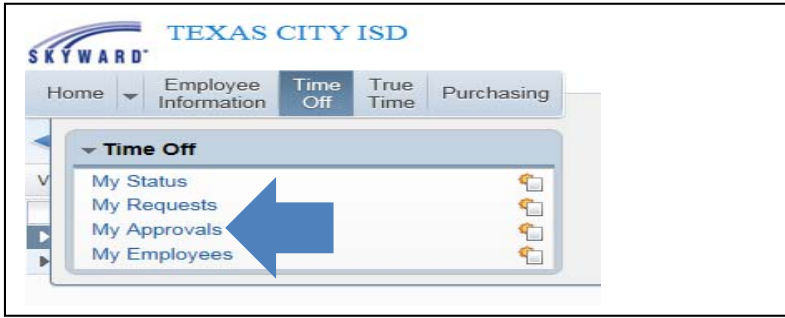 TEXAS CITY ISD
SKYWARD
Home Employee Information Time Off True Time Purchasing
V
Time Off
My Status
My Requests
My Approvals
My Employees